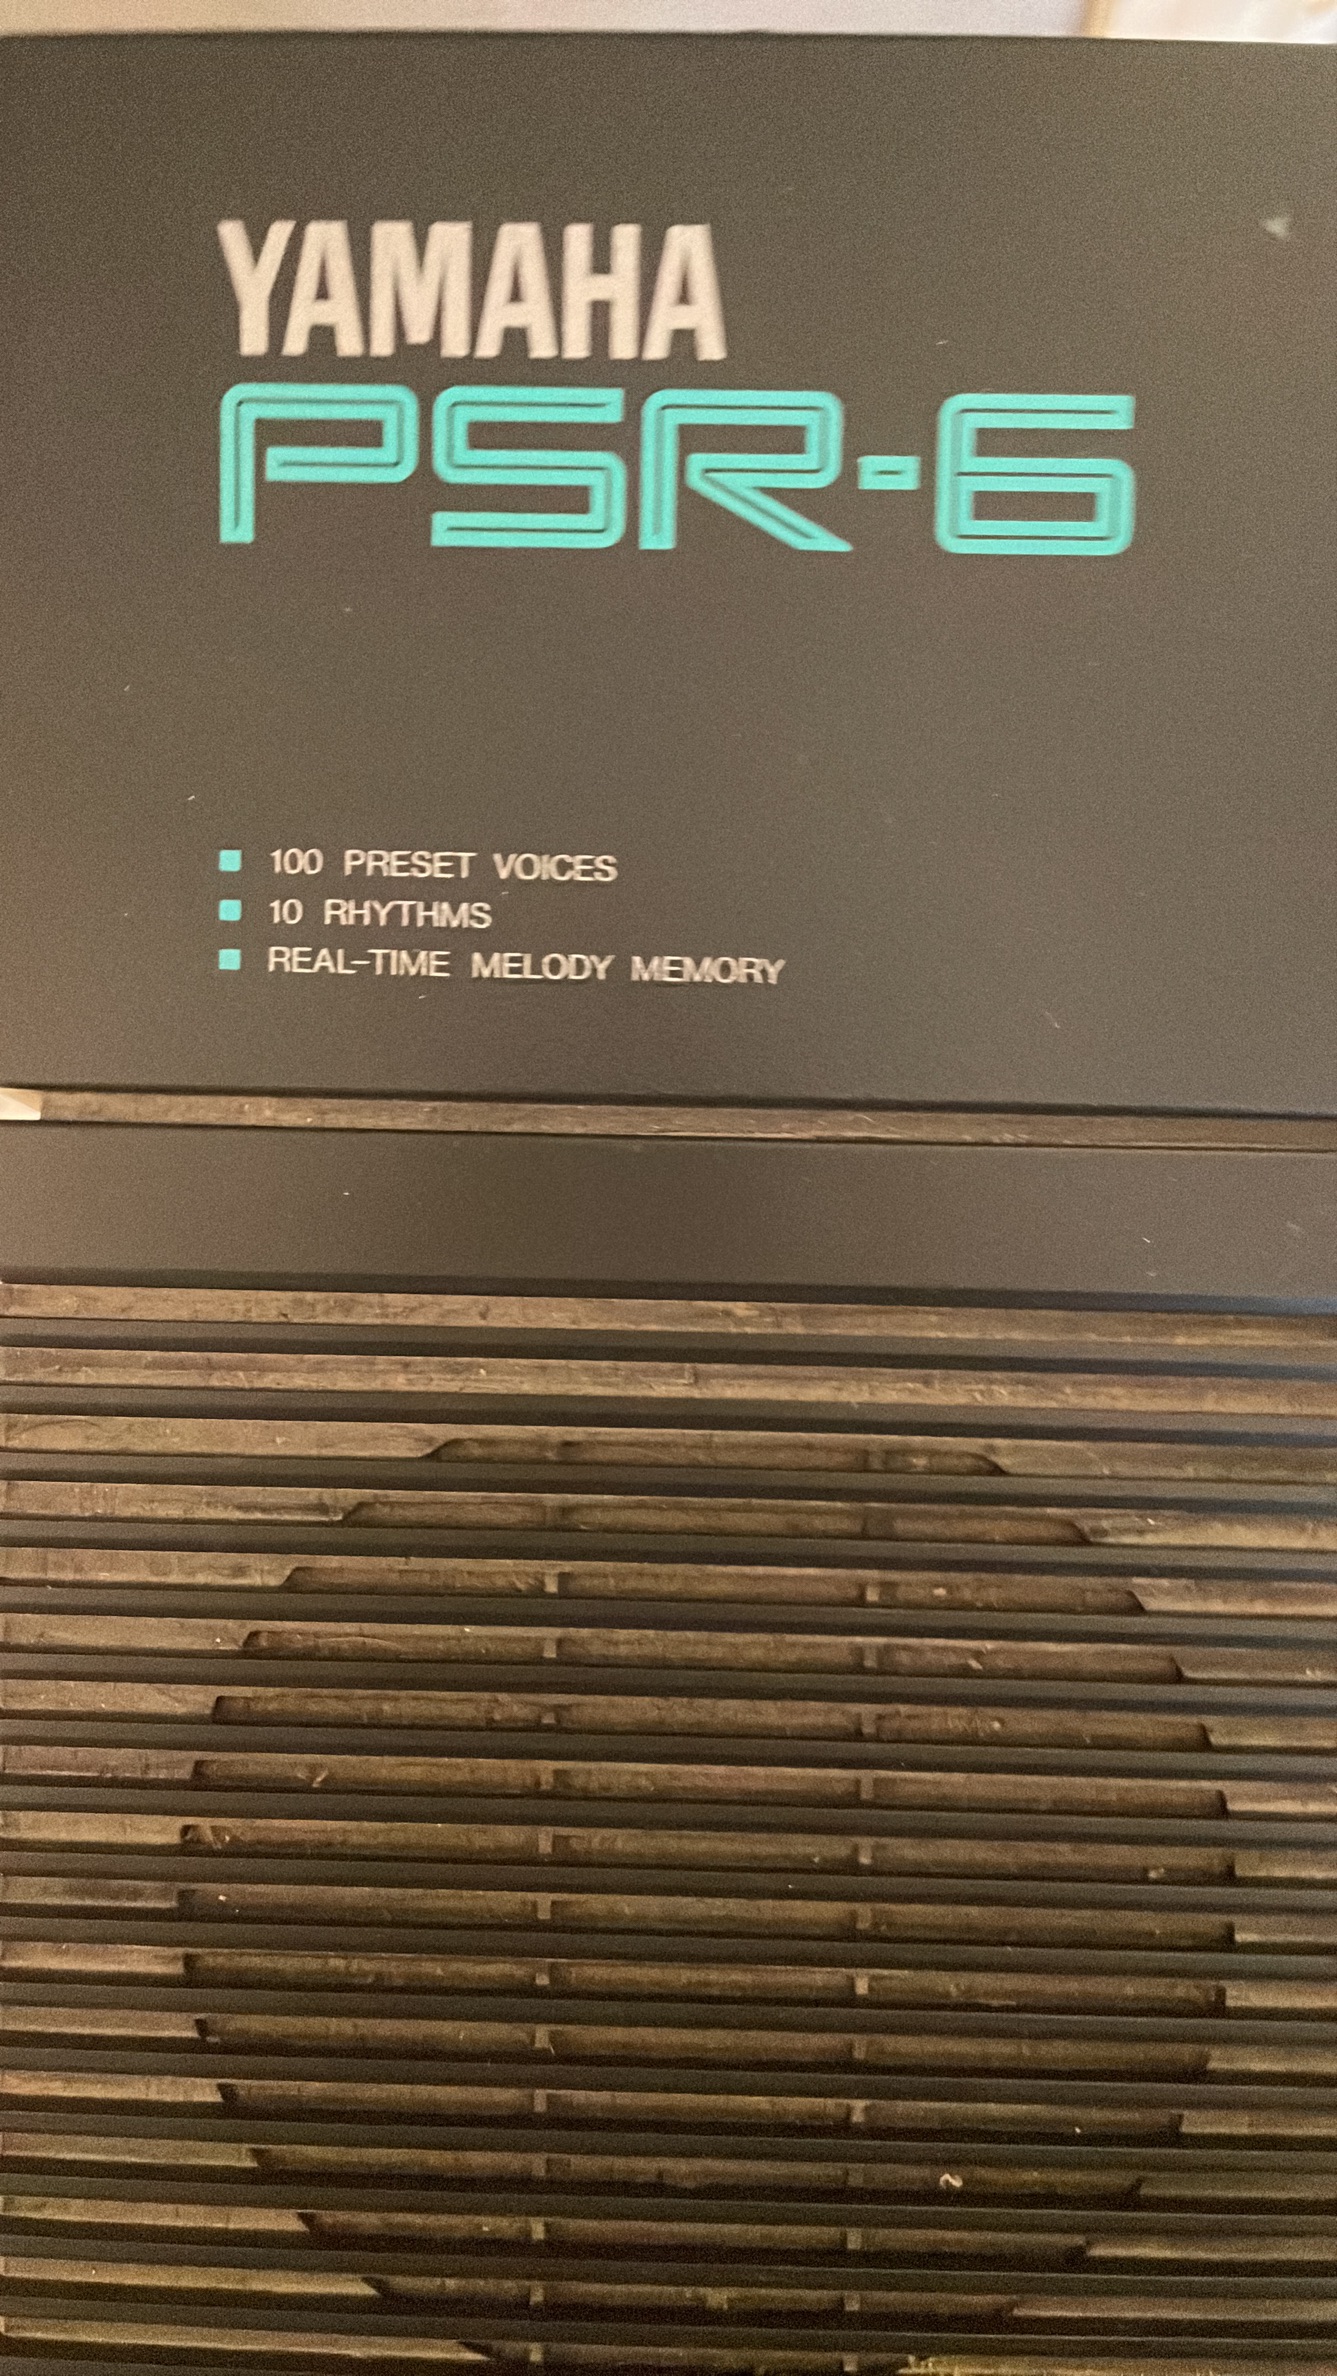 YAMAHA
PSR-6
100 PRESET VOICES
10 RHYTHMS
REAL-TIME MELODY MEMORY